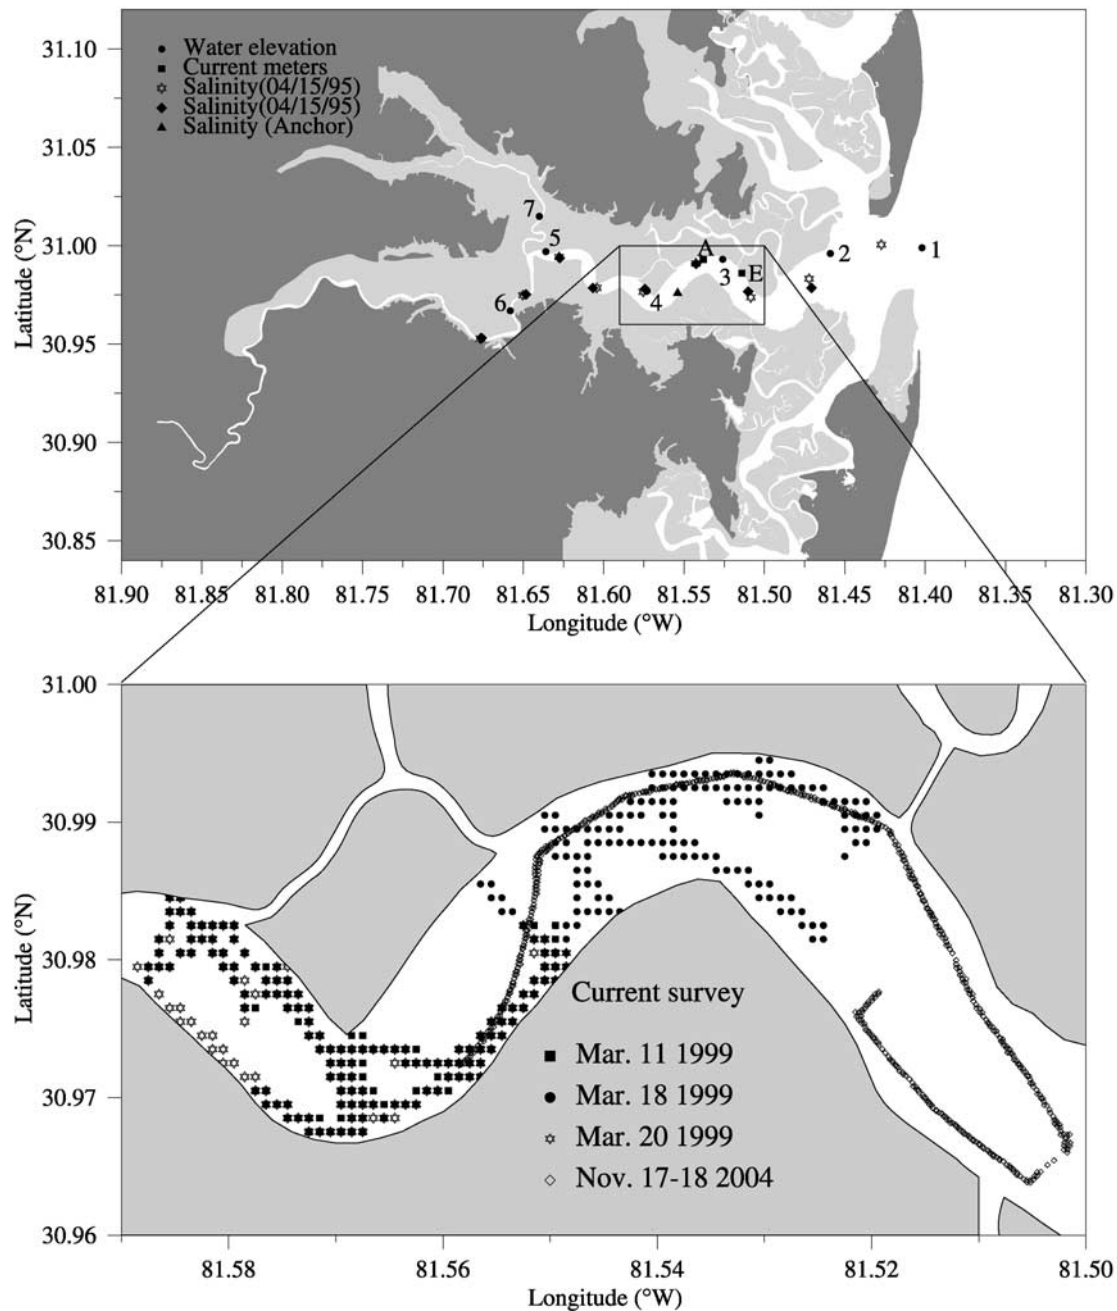 31.10
31.05
31.00
30.95
30.90
30.85
Latitude (°N)
Water elevation
Current meters
Salinity(04/15/95)
Salinity(04/15/95)
Salinity (Anchor)
7
5
6
4
A
3
E
2
1
81.90 81.85 81.80 81.75 81.70 81.65 81.60 81.55 81.50 81.45 81.40 81.35 81.30
Longitude (°W)
31.00
30.99
30.98
30.97
30.96
Latitude (°N)
Current survey
Mar. 11 1999
Mar. 18 1999
Mar. 20 1999
Nov. 17-18 2004
81.58 81.56 81.54 81.52 81.50
Longitude (°W)